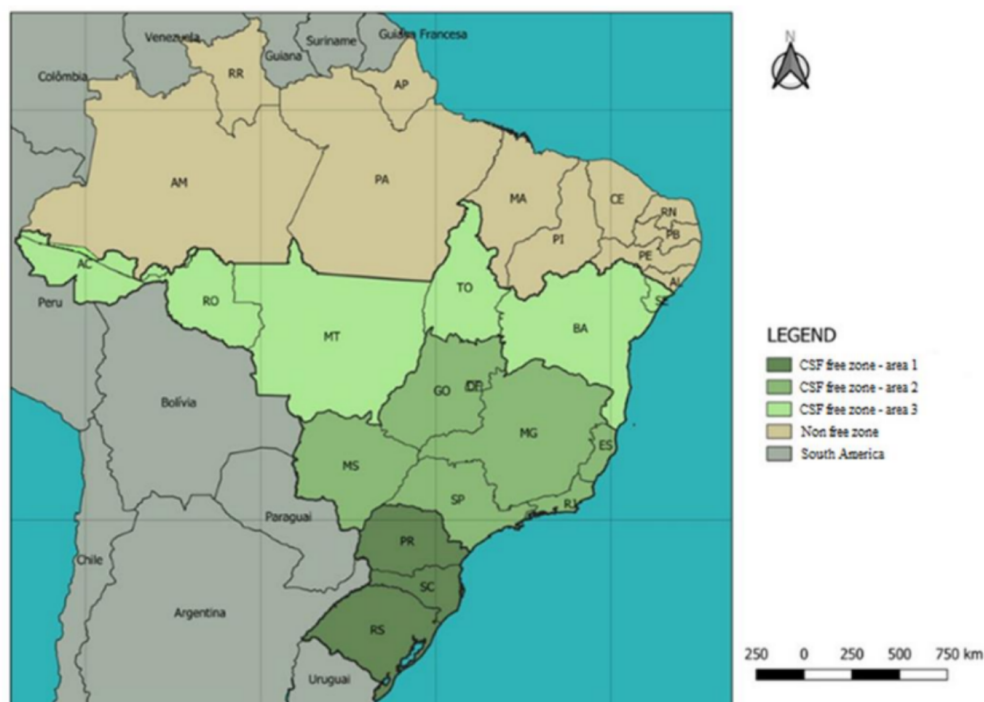 N
Venezuela
Suriname
Guiana Francesa
Guiana
Colômbia
RR
AP
AM
PA
MA
CE
RN
PB
PI
PE
AL
AC
SE
TO
RO
Peru
MT
BA
LEGEND
CSF free zone - area 1
CSF free zone - area 2
CSF free zone - area 3
Non free zone
South America
GO
DF
Bolívia
MG
ES
MS
SP
RJ
Paraguai
PR
Chile
SC
Argentina
RS
Uruguai
250 0 250 500 750 km